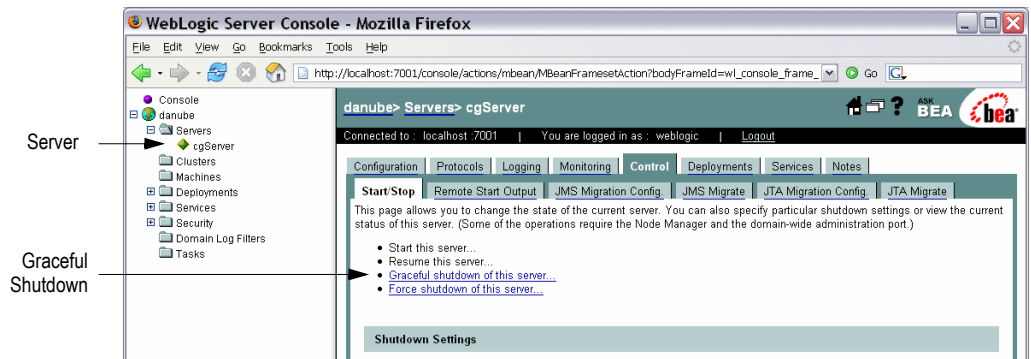 WebLogic Server Console - Mozilla Firefox
File Edit View Go Bookmarks Tools Help
http://localhost:7001/console/actions/mbean/MBeanFramesetAction?bodyFrameId=wl_console_frame_ Go G
Console
danube
Servers
cgServer
Clusters
Machines
Deployments
Services
Security
Domain Log Filters
Tasks
Server
Graceful
Shutdown
danube> Servers> cgServer
? ASK
BEA
bea
Connected to : localhost :7001 | You are logged in as : weblogic | Logout
Configuration Protocols Logging Monitoring Control Deployments Services Notes
Start/Stop Remote Start Output JMS Migration Config. JMS Migrate JTA Migration Config. JTA Migrate
This page allows you to change the state of the current server. You can also specify particular shutdown settings or view the current
status of this server. (Some of the operations require the Node Manager and the domain-wide administration port.)
• Start this server...
• Resume this server...
• Graceful shutdown of this server...
• Force shutdown of this server...
Shutdown Settings